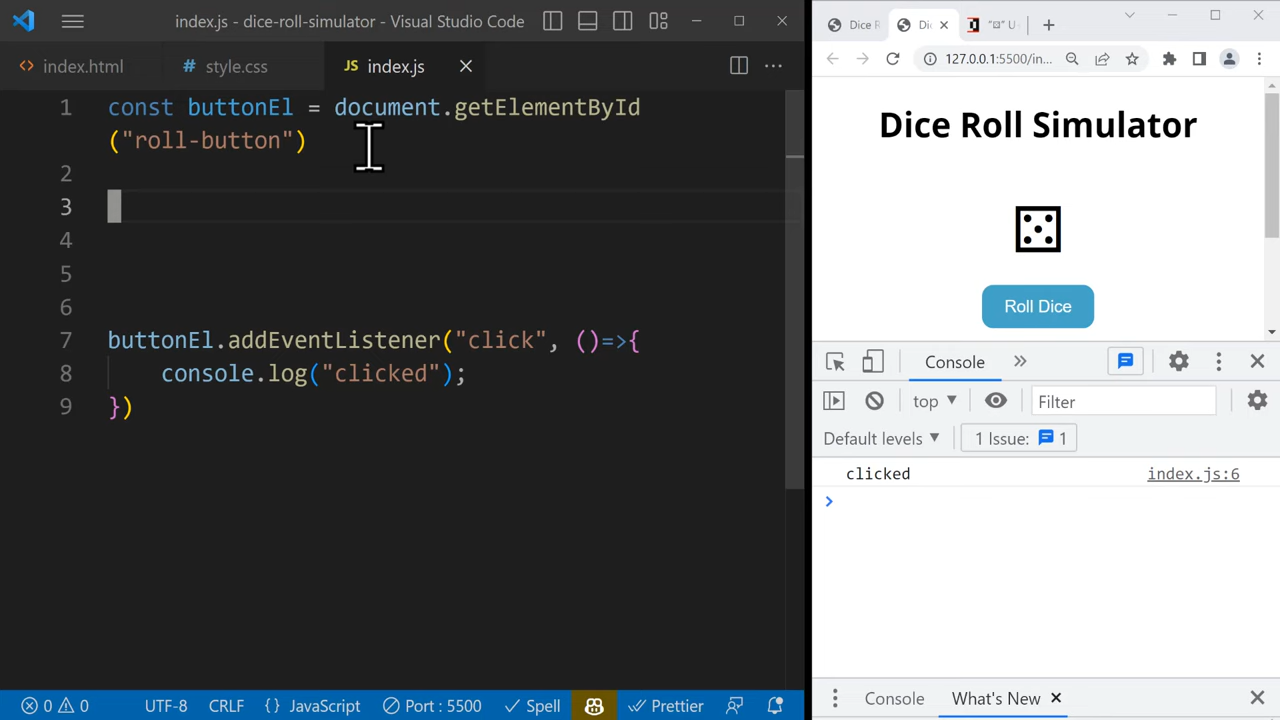 index.js - dice-roll-simulator - Visual Studio Code
index.html
# style.css
JS index.js
1 const buttonEl = document.getElementById
("roll-button")
2
3
4
5
6
7 buttonEl.addEventListener("click", ()=>{
8 console.log("clicked");
9 })
0 0 UTF-8 CRLF {} JavaScript Port : 5500 Spell Prettier
Dice R
Dic
"⚄" U
127.0.0.1:5500/in...
Dice Roll Simulator
Roll Dice
Console
top Filter
Default levels 1 Issue: 1
clicked index.js:6
Console What's New